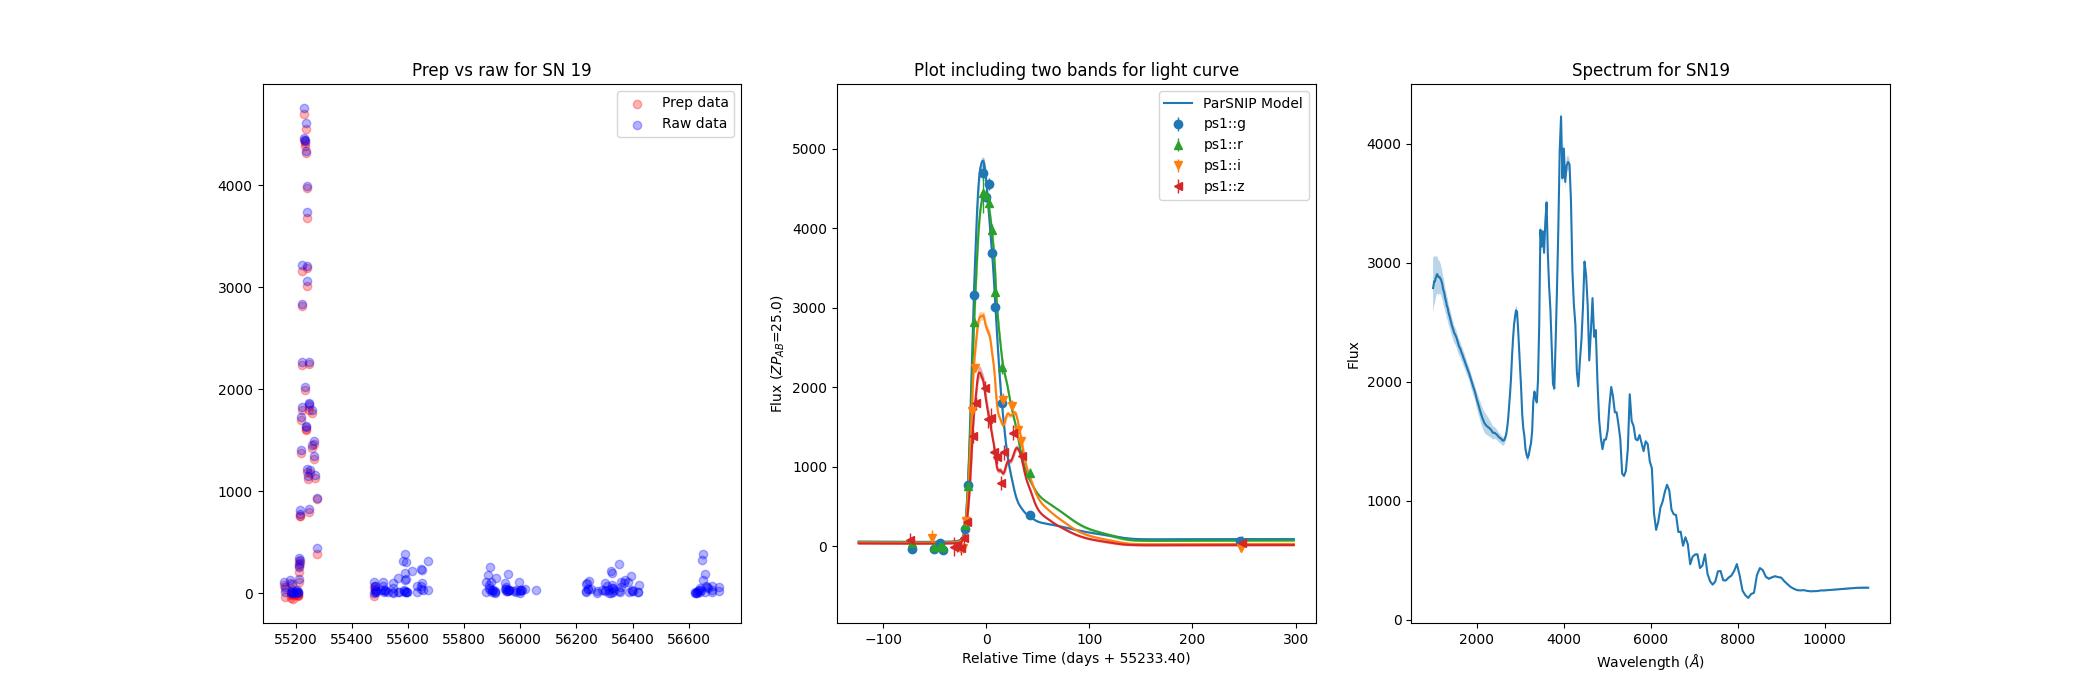 Prep vs raw for SN 19
Prep data
Raw data
4000
3000
2000
1000
0
55200 55400 55600 55800 56000 56200 56400 56600
Plot including two bands for light curve
ParSNIP Model
ps1::g
ps1::r
ps1::i
ps1::z
Flux (ZP_AB=25.0)
5000
4000
3000
2000
1000
0
−100 0 100 200 300
Relative Time (days + 55233.40)
Spectrum for SN19
Flux
4000
3000
2000
1000
0
2000 4000 6000 8000 10000
Wavelength (Å)